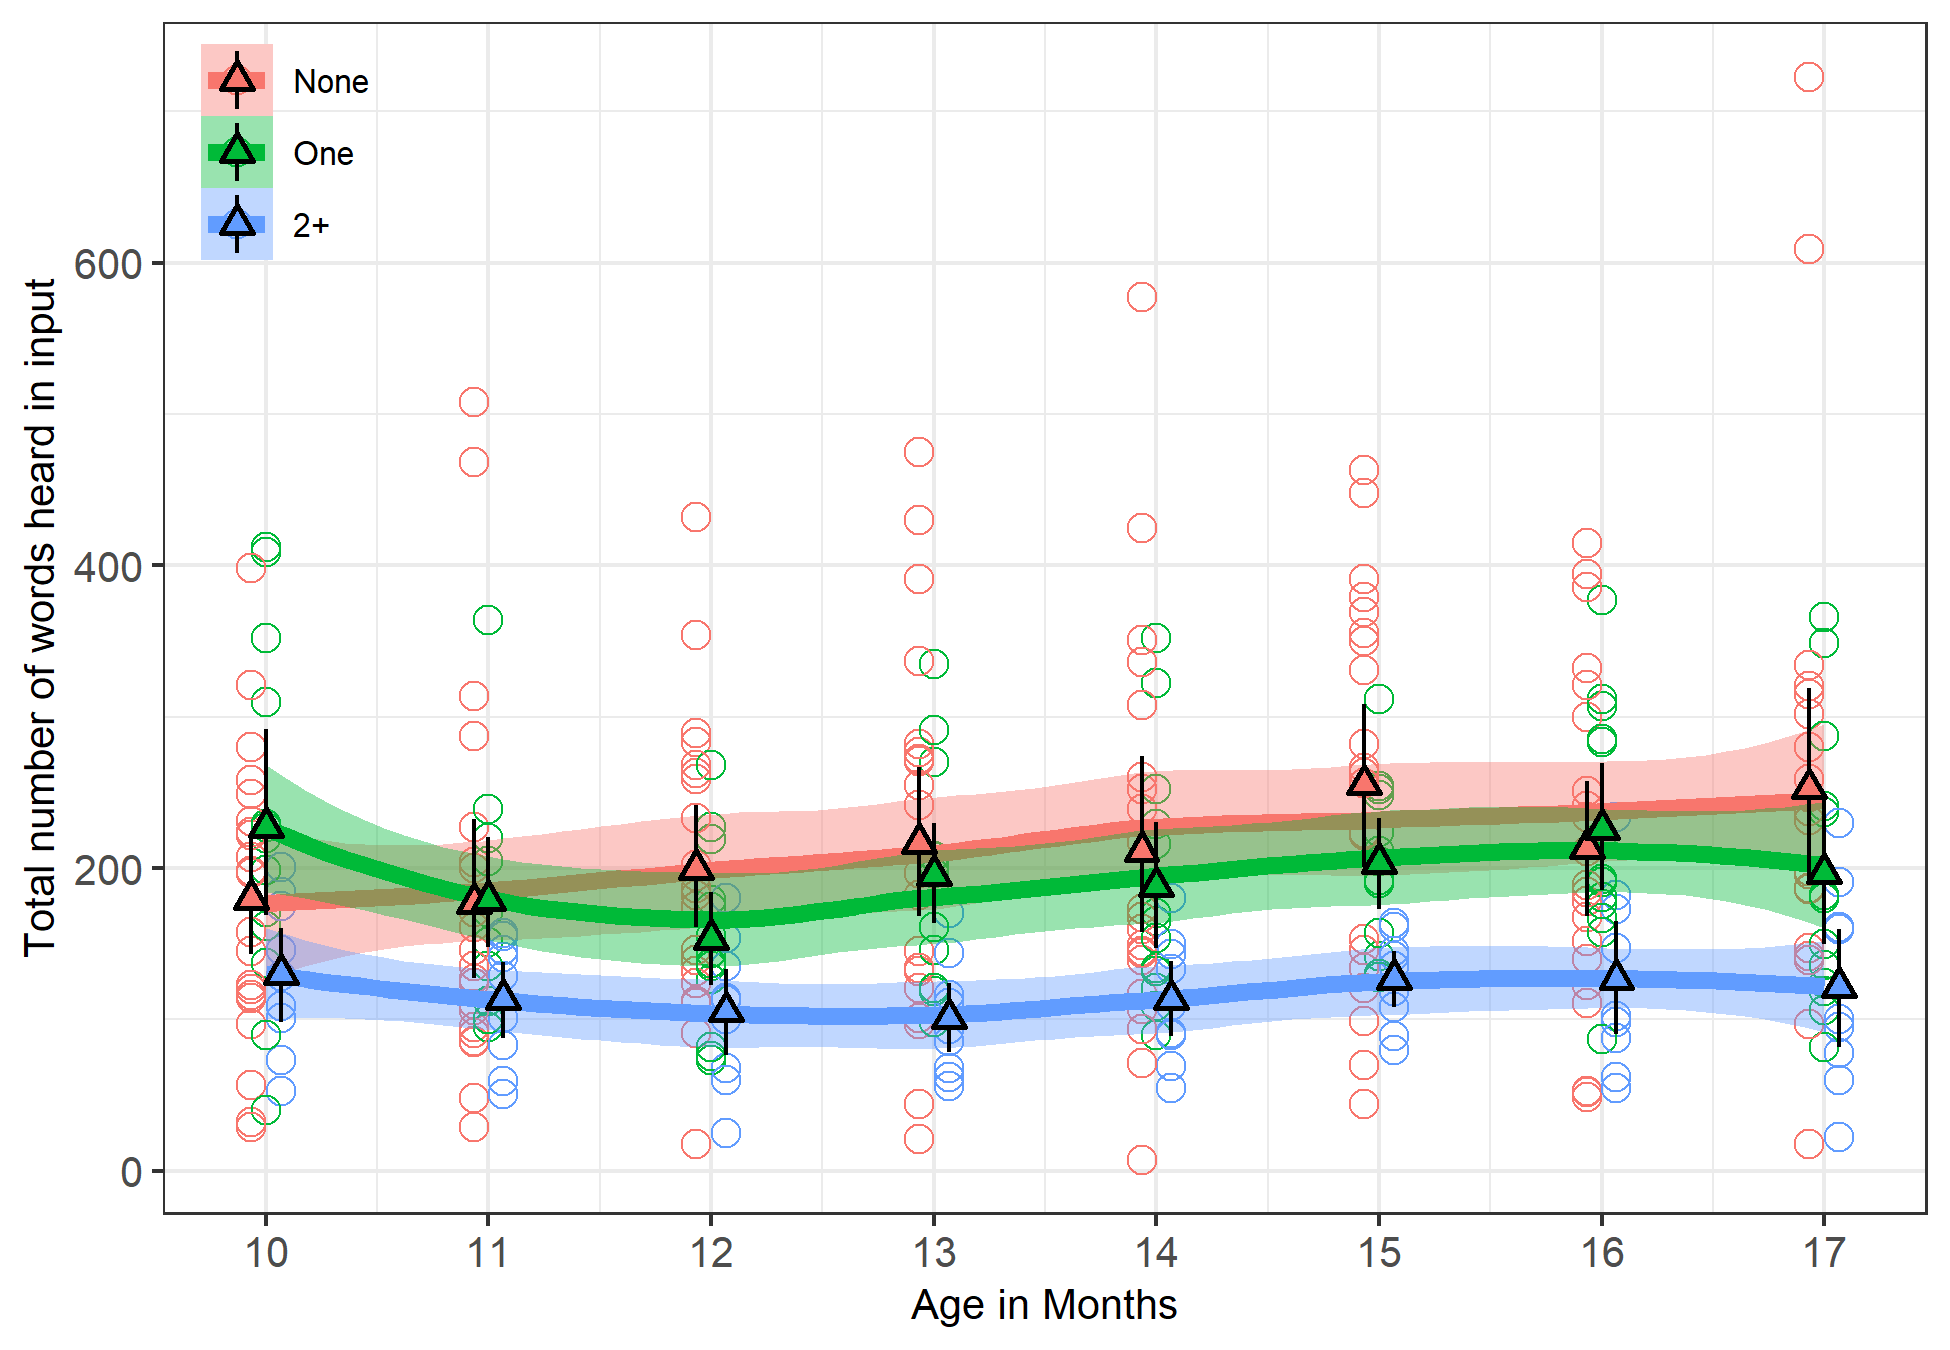 None
One
2+
Total number of words heard in input
600
400
200
0
10 11 12 13 14 15 16 17
Age in Months